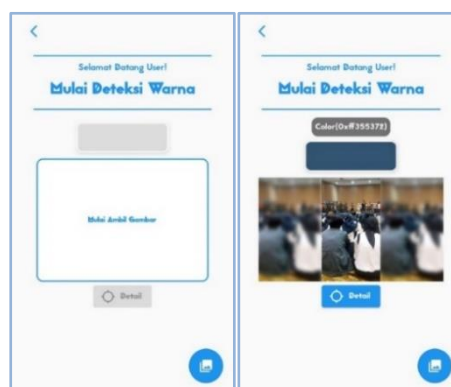 Selamat Datang User!
Mulai Deteksi Warna
Mulai Ambil Gambar
Detail
Selamat Datang User!
Mulai Deteksi Warna
Color(0xff355372)
Detail